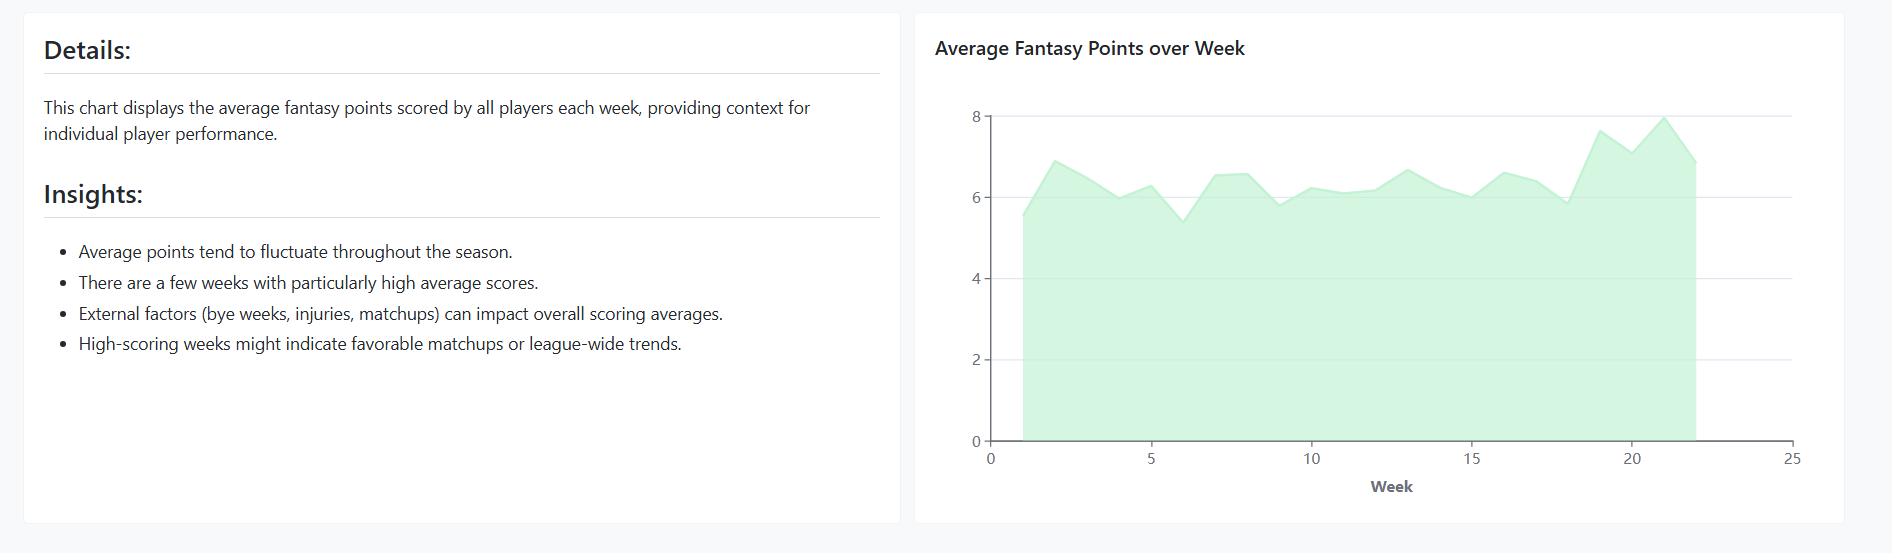 Details:
This chart displays the average fantasy points scored by all players each week, providing context for
individual player performance.
Insights:
• Average points tend to fluctuate throughout the season.
• There are a few weeks with particularly high average scores.
• External factors (bye weeks, injuries, matchups) can impact overall scoring averages.
• High-scoring weeks might indicate favorable matchups or league-wide trends.
Average Fantasy Points over Week
8
6
4
2
0
0 5 10 15 20 25
Week